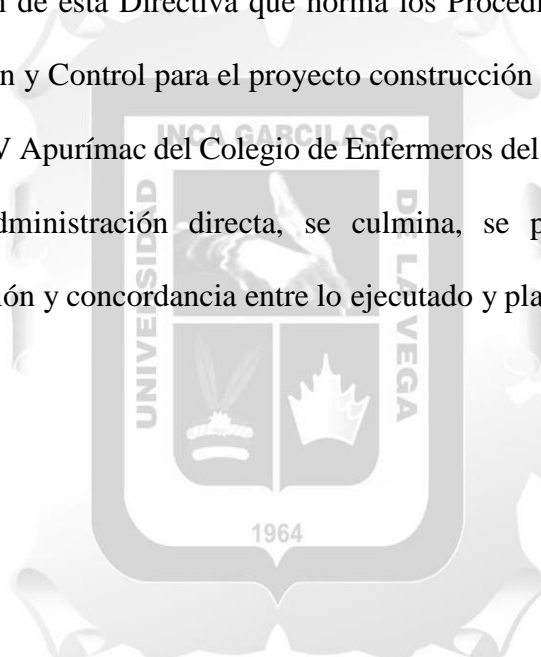 n de esta Directiva que norma los Procedi
n y Control para el proyecto construcción
V Apurímac del Colegio de Enfermeros del
dministración directa, se culmina, se p
ión y concordancia entre lo ejecutado y pla
INCA GARCILASO
UNIVERSIDAD
DE LA VEGA
1964